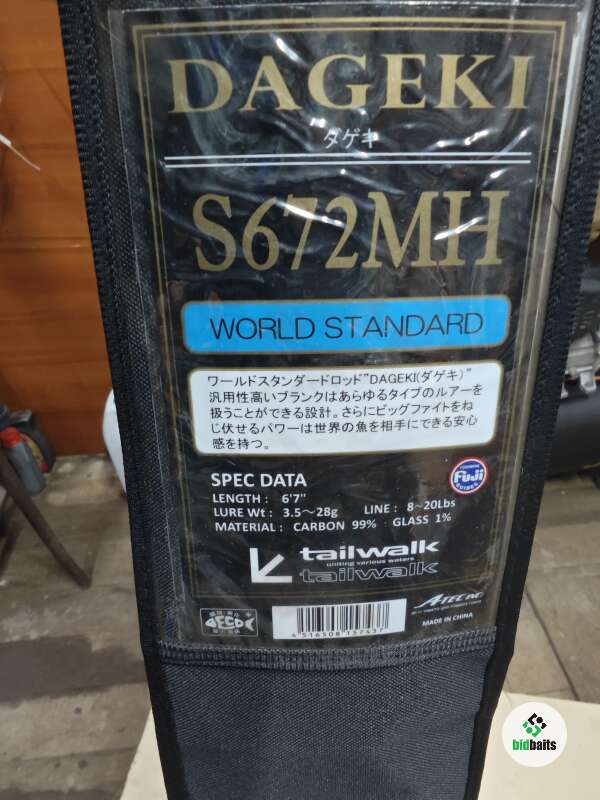 DAGEKI
ダゲキ
S672MH
WORLD STANDARD
ワールドスタンダードロッド"DAGEKI(ダゲキ)"
汎用性高いブランクはあらゆるタイプのルアーを
扱うことができる設計。さらにビッグファイトをね
じ伏せるパワーは世界の魚を相手にできる安心
感を持つ。
SPEC DATA
LENGTH : 6'7"
LURE Wt : 3.5～28g LINE : 8～20Lbs
MATERIAL : CARBON 99% GLASS 1%
Fuji
tailwalk
uniting various waters
tailwalk
ECO
4516508157437
MADE IN CHINA
bidbaits